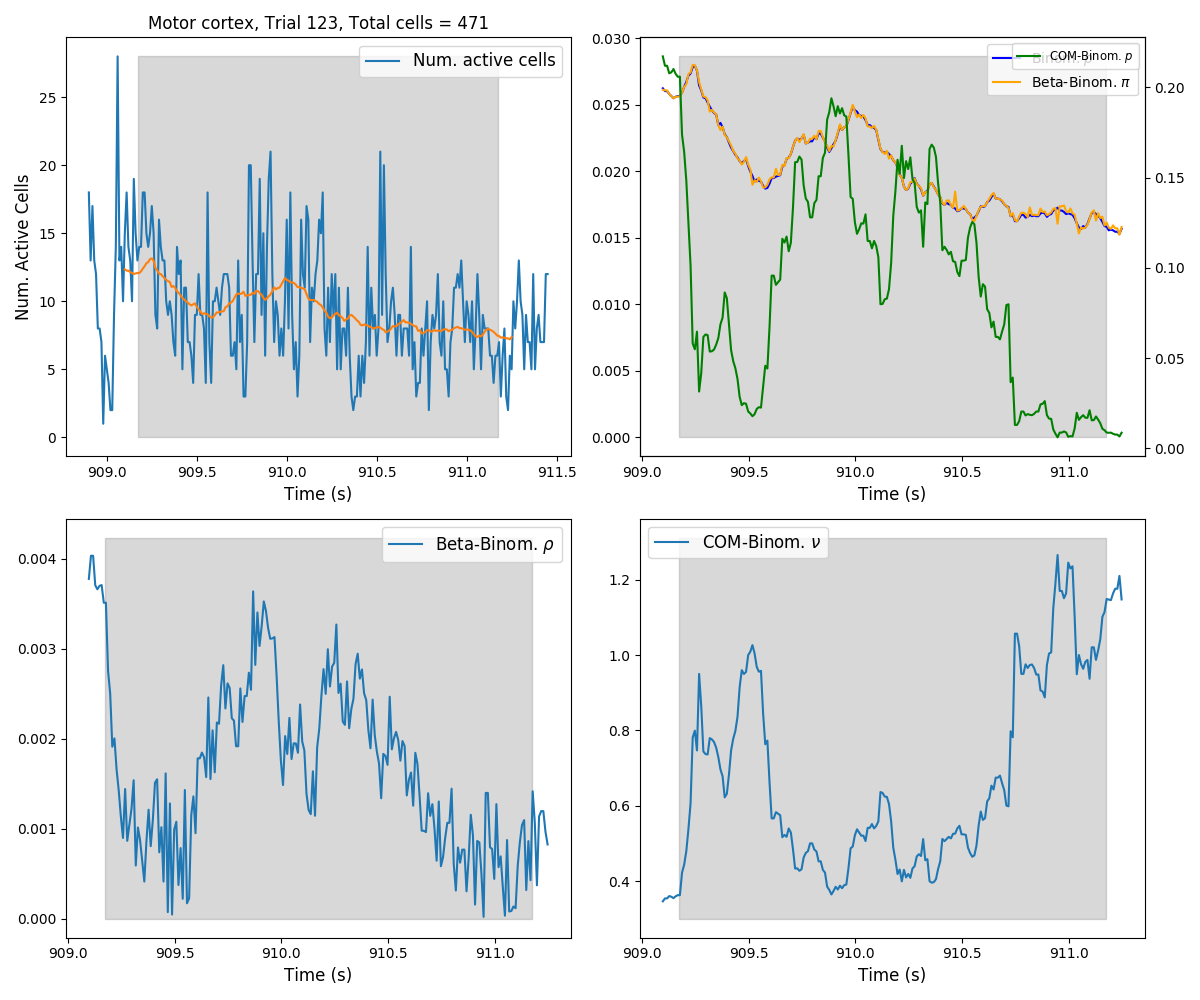 Motor cortex, Trial 123, Total cells = 471
Num. active cells
Num. Active Cells
25
20
15
10
5
0
909.0 909.5 910.0 910.5 911.0 911.5
Time (s)
COM-Binom. p
Binom. p
Beta-Binom. π
0.030
0.025
0.020
0.015
0.010
0.005
0.000
0.20
0.15
0.10
0.05
0.00
909.0 909.5 910.0 910.5 911.0
Time (s)
Beta-Binom. ρ
0.004
0.003
0.002
0.001
0.000
909.0 909.5 910.0 910.5 911.0
Time (s)
COM-Binom. ν
1.2
1.0
0.8
0.6
0.4
909.0 909.5 910.0 910.5 911.0
Time (s)